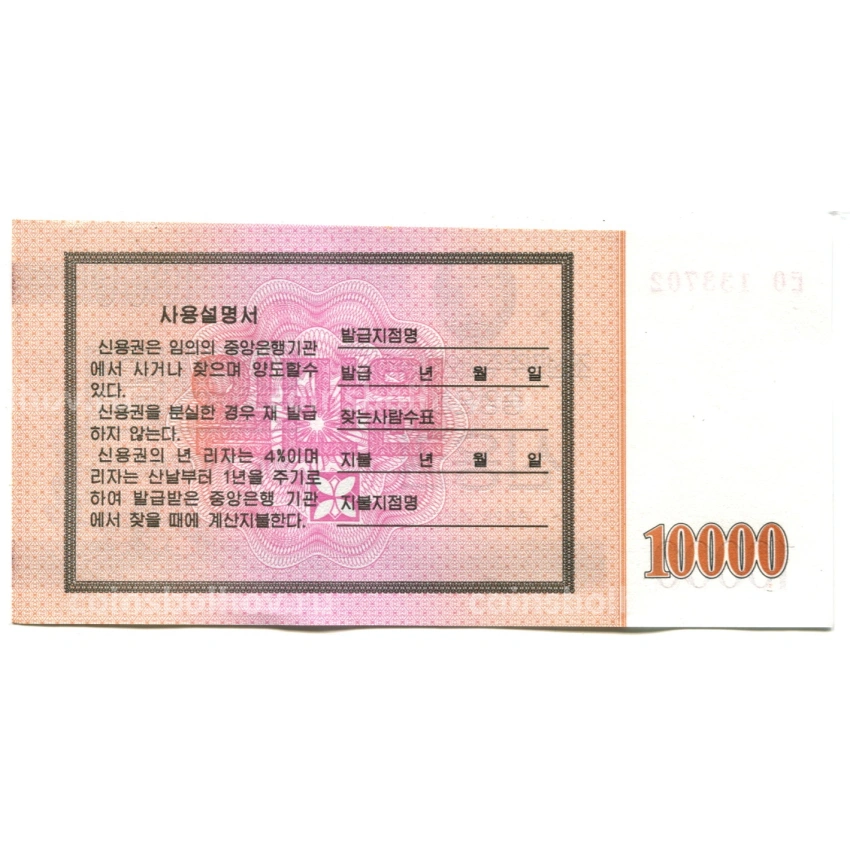 사용설명서
신용권은 임의의 중앙은행기관
에서 사거나 찾으며 양도할수
있다.
신용권을 분실한 경우 재 발급
하지 않는다.
신용권의 년 리자는 4%이며
리자는 산날부터 1년을 주기로
하여 발급받은 중앙은행 기관
에서 찾을 때에 계산지불한다.
발급지점명
발급 년 월 일
찾는사람수표
지불 년 월 일
지불지점명
133702
10000